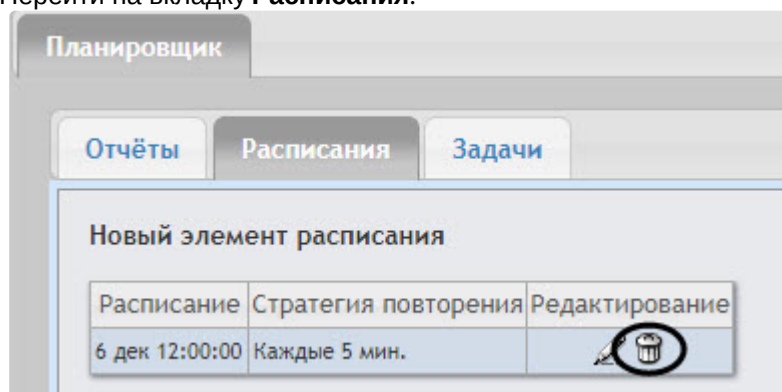 Перейти на вкладку Расписания.
Планировщик
Отчёты Расписания Задачи
Новый элемент расписания
Расписание Стратегия повторения Редактирование
6 дек 12:00:00 Каждые 5 мин.